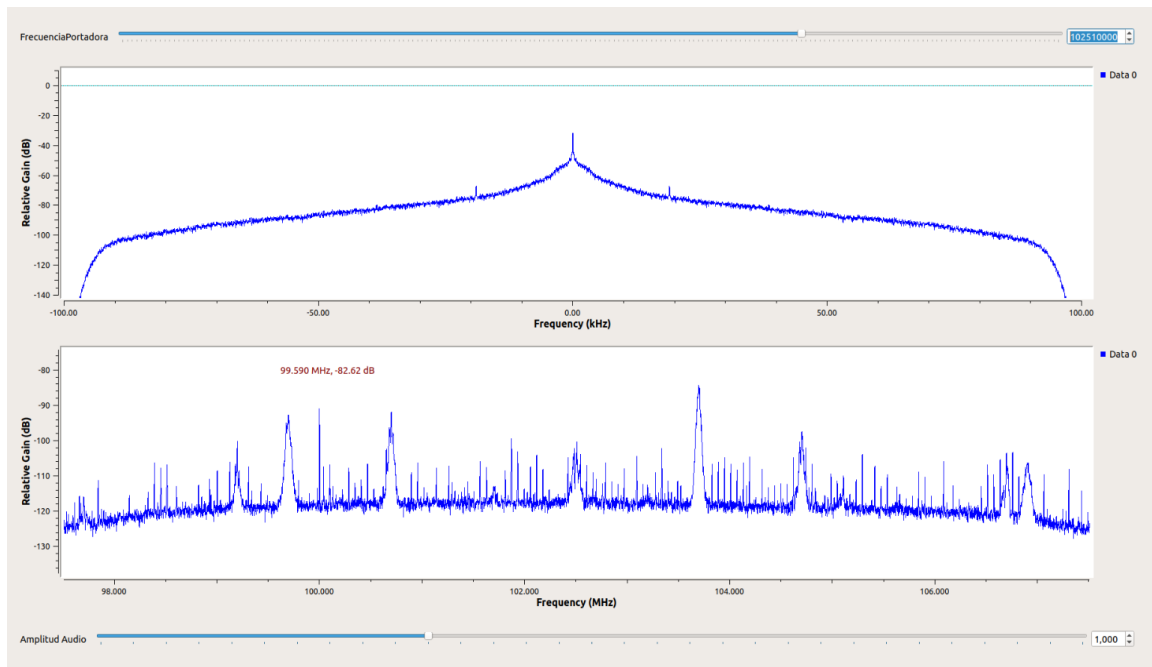 FrecuenciaPortadora 102510000
Data 0
0
-20
-40
-60
-80
-100
-120
-140
Relative Gain (dB)
-100.00 -50.00 0.00 50.00 100.00
Frequency (kHz)
Data 0
99.590 MHz, -82.62 dB
-80
-90
-100
-110
-120
-130
Relative Gain (dB)
98.000 100.000 102.000 104.000 106.000
Frequency (MHz)
Amplitud Audio 1,000